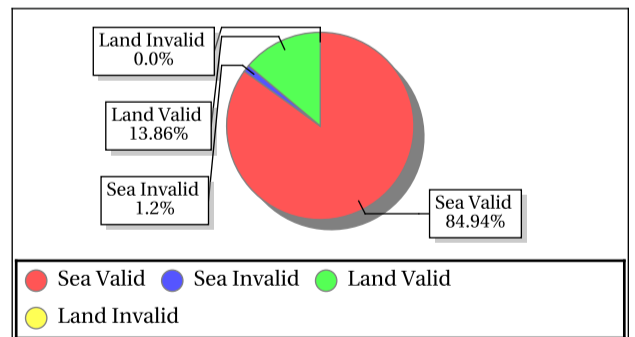 Land Invalid
0.0%
Land Valid
13.86%
Sea Invalid
1.2%
Sea Valid
84.94%
Sea Valid Sea Invalid Land Valid
Land Invalid